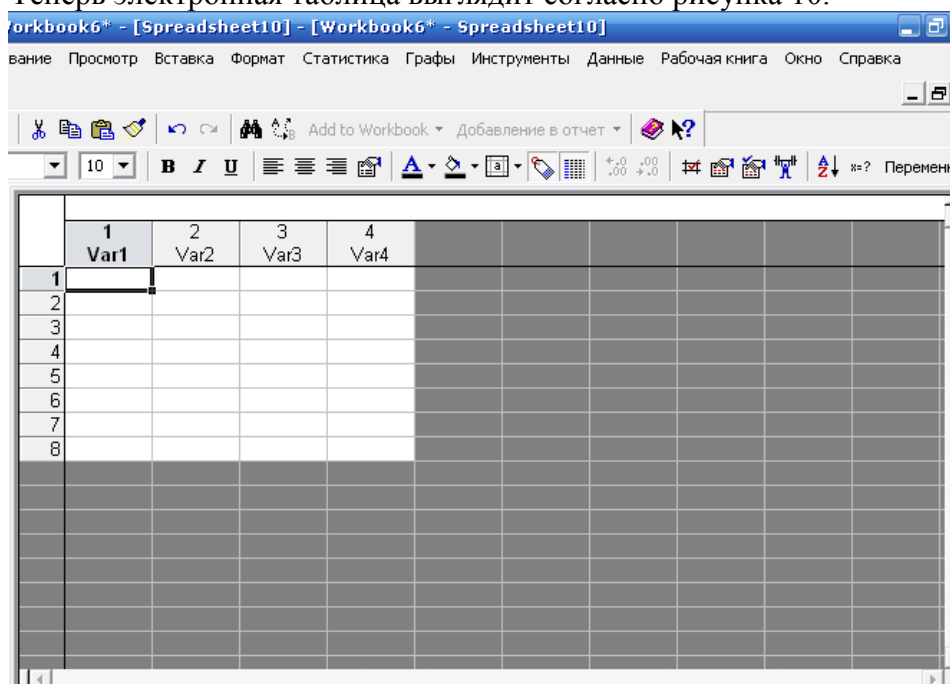 Теперь электронная таблица выглядит согласно рисунка 10.
Workbook6* - [Spreadsheet10] - [Workbook6* - Spreadsheet10]
вание Просмотр Вставка Формат Статистика Графы Инструменты Данные Рабочая книга Окно Справка
Add to Workbook Добавление в отчет
10 B I U A a x=? Перемен
1 2 3 4
Var1 Var2 Var3 Var4
1
2
3
4
5
6
7
8